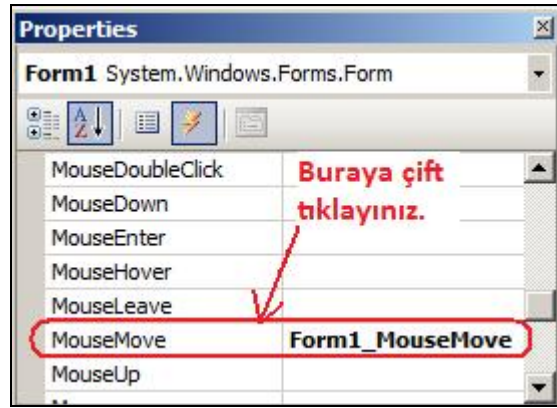 Properties
Form1 System.Windows.Forms.Form
MouseDoubleClick
Buraya çift
MouseDown
tıklayınız.
MouseEnter
MouseHover
MouseLeave
MouseMove Form1_MouseMove
MouseUp